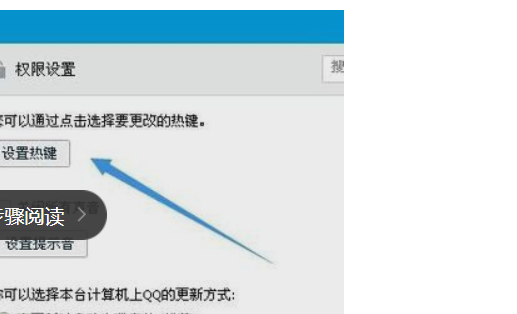 权限设置
搜
您可以通过点击选择要更改的热键。
设置热键
步骤阅读
设置提示音
你可以选择本台计算机上QQ的更新方式: